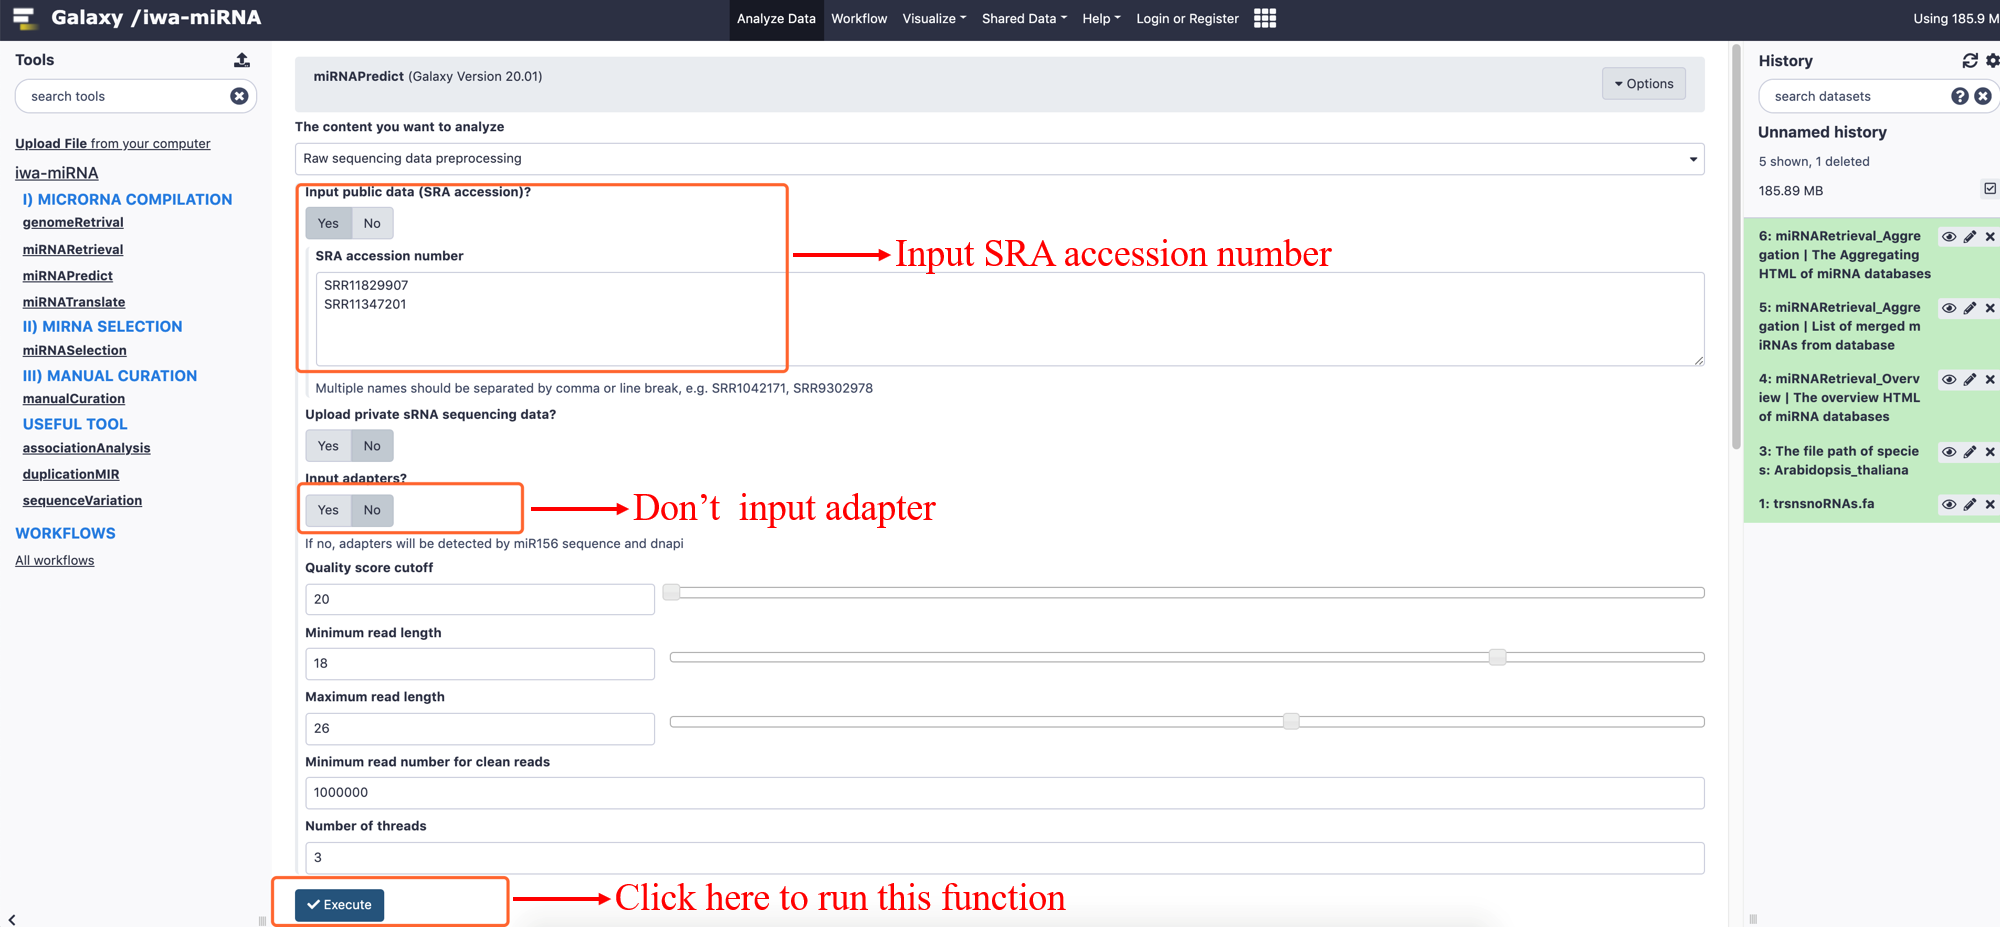 Galaxy /iwa-miRNA
Analyze Data Workflow Visualize Shared Data Help Login or Register
Using 185.9 M
Tools
search tools
Upload File from your computer
iwa-miRNA
I) MICRORNA COMPILATION
genomeRetrival
miRNARetrieval
miRNAPredict
miRNATranslate
II) MIRNA SELECTION
miRNASelection
III) MANUAL CURATION
manualCuration
USEFUL TOOL
associationAnalysis
duplicationMIR
sequenceVariation
WORKFLOWS
All workflows
miRNAPredict (Galaxy Version 20.01)
Options
The content you want to analyze
Raw sequencing data preprocessing
Input public data (SRA accession)?
Yes No
SRA accession number
Input SRA accession number
SRR11829907
SRR11347201
Multiple names should be separated by comma or line break, e.g. SRR1042171, SRR9302978
Upload private sRNA sequencing data?
Yes No
Input adapters?
Yes No
Don’t input adapter
If no, adapters will be detected by miR156 sequence and dnapi
Quality score cutoff
20
Minimum read length
18
Maximum read length
26
Minimum read number for clean reads
1000000
Number of threads
3
Execute
Click here to run this function
History
search datasets
Unnamed history
5 shown, 1 deleted
185.89 MB
6: miRNARetrieval_Aggre
gation | The Aggregating
HTML of miRNA databases
5: miRNARetrieval_Aggre
gation | List of merged m
iRNAs from database
4: miRNARetrieval_Overv
iew | The overview HTML
of miRNA databases
3: The file path of specie
s: Arabidopsis_thaliana
1: trsnsnoRNAs.fa